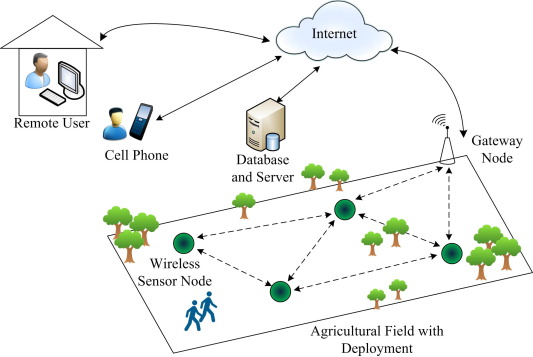 Internet
Remote User
Cell Phone
Database
and Server
Gateway
Node
Wireless
Sensor Node
Agricultural Field with
Deployment